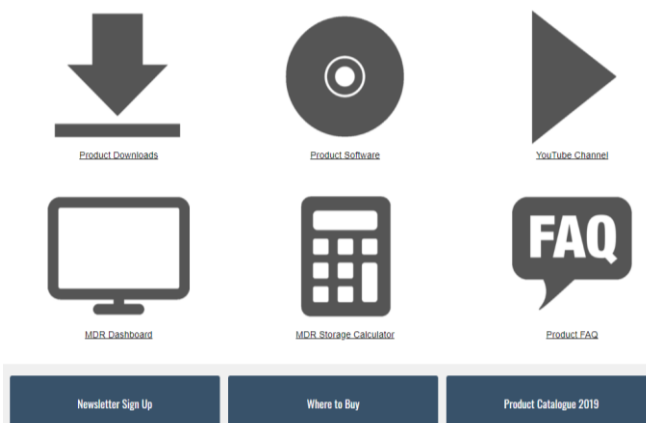 Product Downloads
Product Software
YouTube Channel
FAQ
MDR Dashboard
MDR Storage Calculator
Product FAQ
Newsletter Sign Up
Where to Buy
Product Catalogue 2019